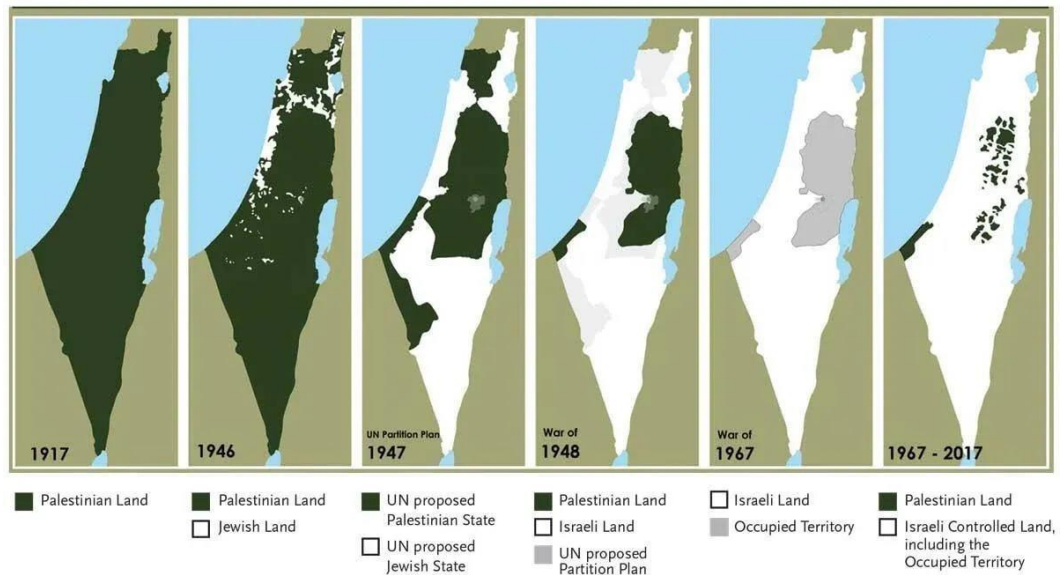 1917
1946
UN Partition Plan
1947
War of
1948
War of
1967
1967 - 2017
Palestinian Land
Palestinian Land
Jewish Land
UN proposed
Palestinian State
UN proposed
Jewish State
Palestinian Land
Israeli Land
UN proposed
Partition Plan
Israeli Land
Occupied Territory
Palestinian Land
Israeli Controlled Land,
including the
Occupied Territory